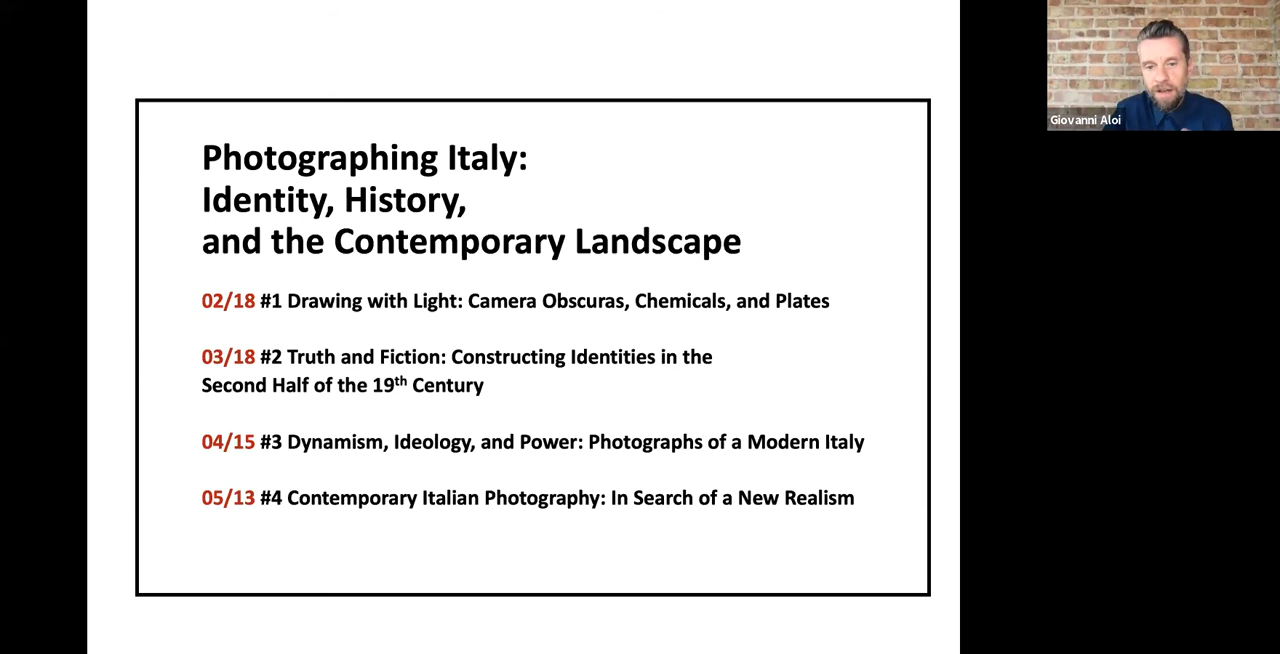 Photographing Italy:
Identity, History,
and the Contemporary Landscape
02/18 #1 Drawing with Light: Camera Obscuras, Chemicals, and Plates
03/18 #2 Truth and Fiction: Constructing Identities in the
Second Half of the 19th Century
04/15 #3 Dynamism, Ideology, and Power: Photographs of a Modern Italy
05/13 #4 Contemporary Italian Photography: In Search of a New Realism
Giovanni Aloi